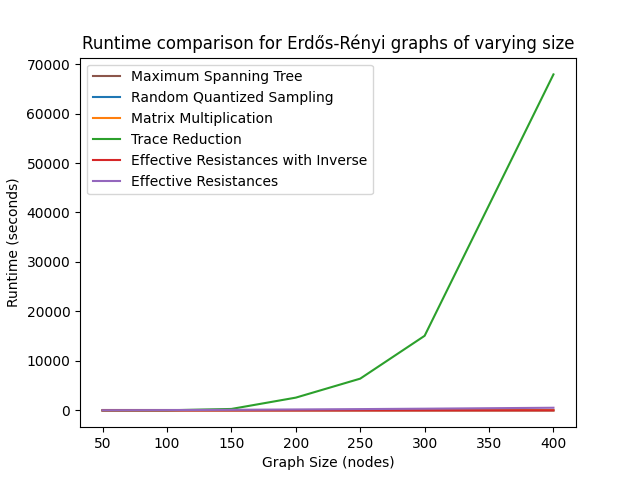 Runtime comparison for Erdős-Rényi graphs of varying size
Maximum Spanning Tree
Random Quantized Sampling
Matrix Multiplication
Trace Reduction
Effective Resistances with Inverse
Effective Resistances
Runtime (seconds)
70000
60000
50000
40000
30000
20000
10000
0
50 100 150 200 250 300 350 400
Graph Size (nodes)